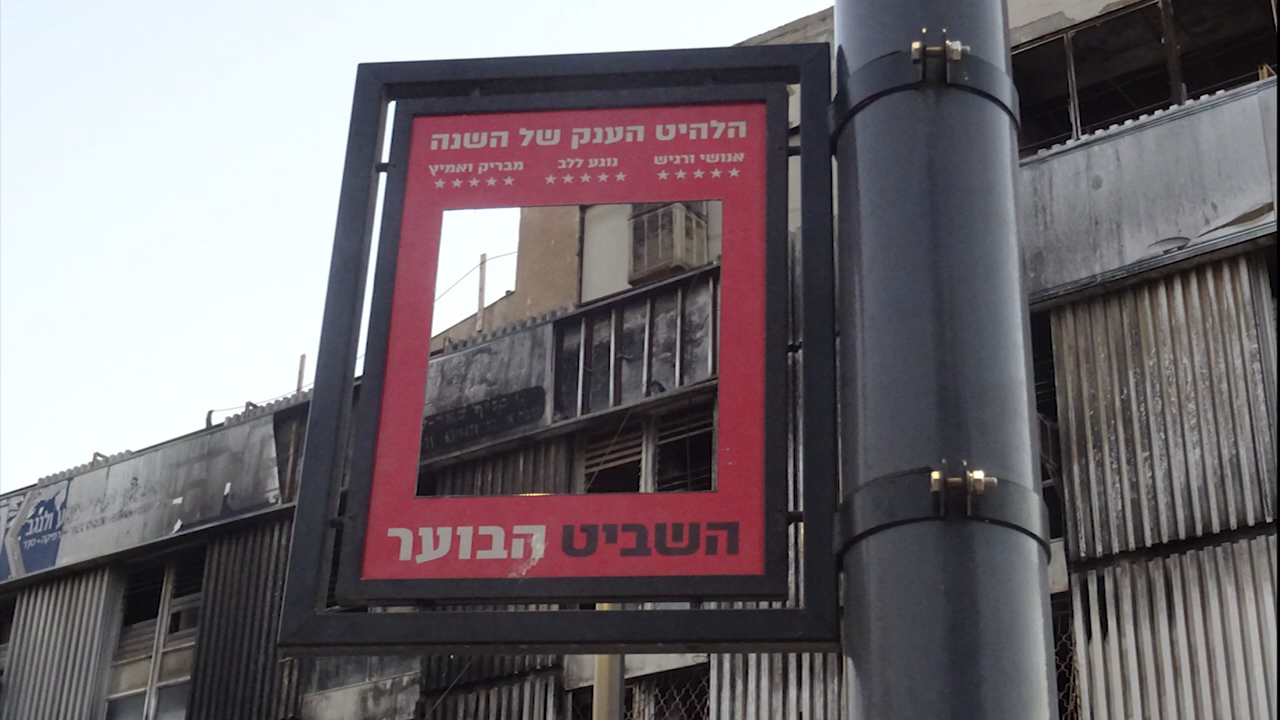 הלהיט הענק של השנה
אנושי ורגיש נוגע ללב מבריק ואמיץ
השביט הבוער